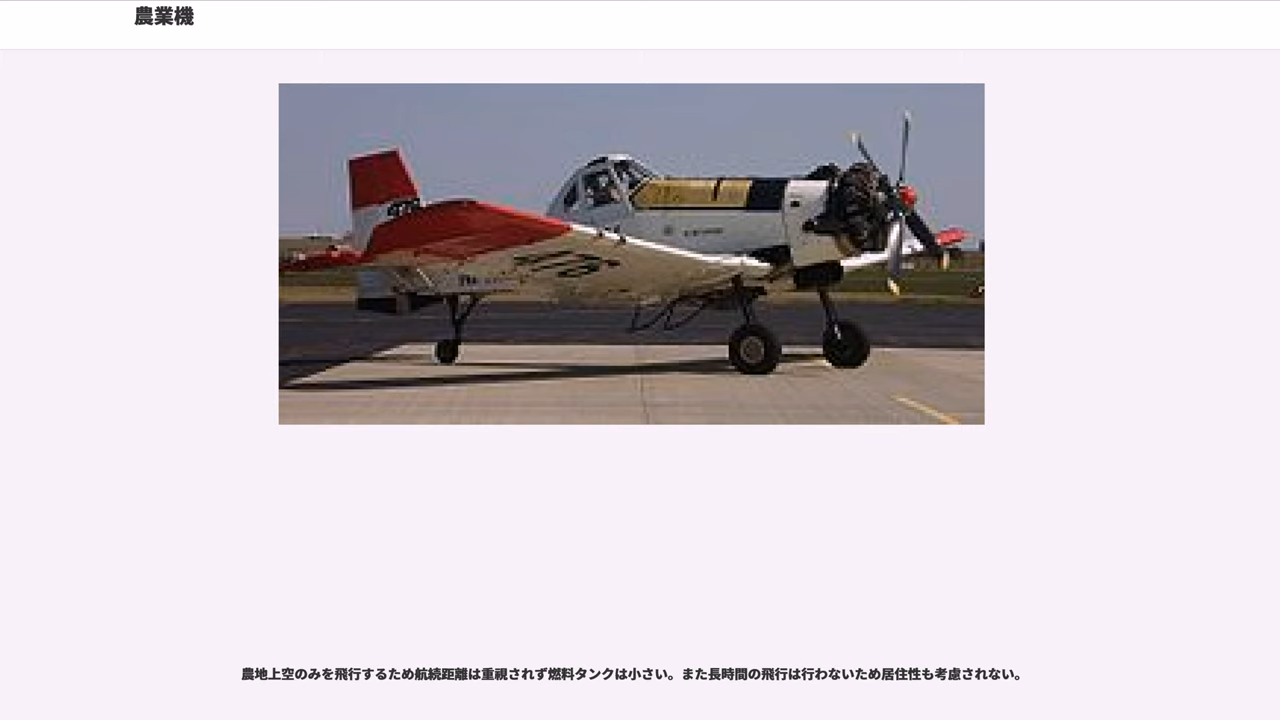 農業機
農地上空のみを飛行するため航続距離は重視されず燃料タンクは小さい。また長時間の飛行は行わないため居住性も考慮されない。